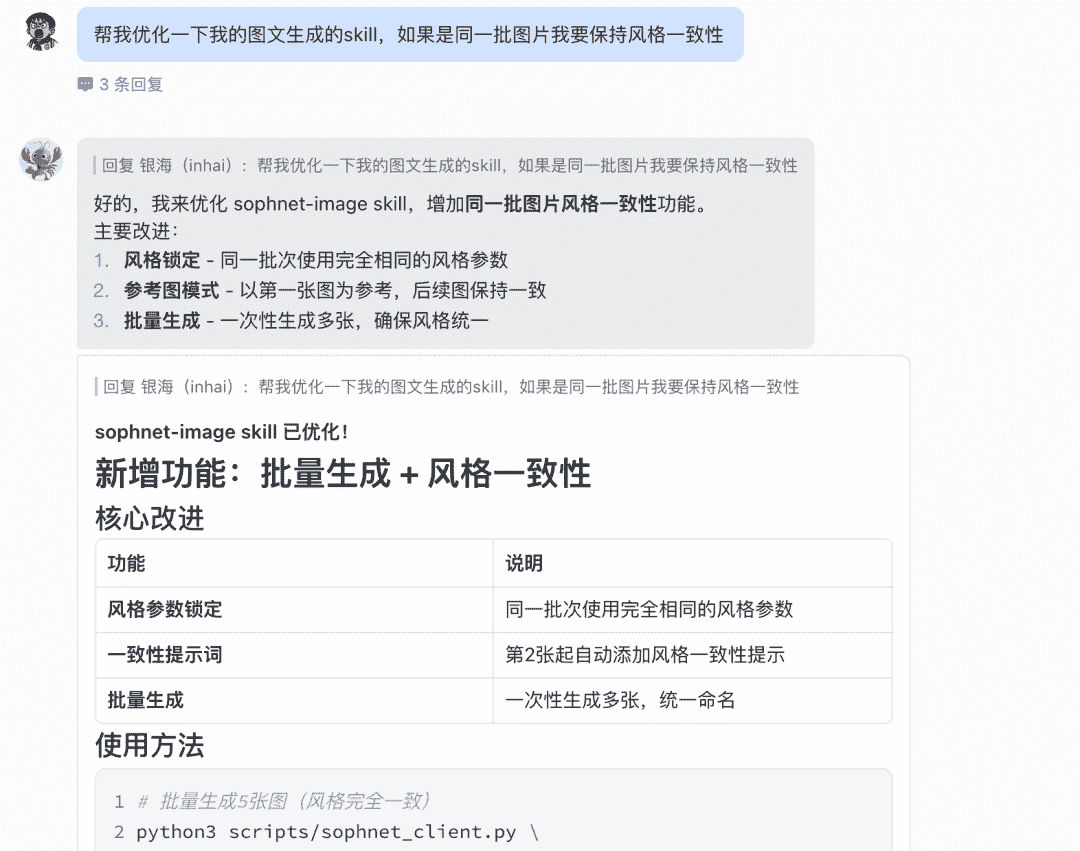 帮我优化一下我的图文生成的skill，如果是同一批图片我要保持风格一致性
3 条回复
回复 银海（inhai）：帮我优化一下我的图文生成的skill，如果是同一批图片我要保持风格一致性
好的，我来优化 sophnet-image skill，增加同一批图片风格一致性功能。
主要改进：
1. 风格锁定 - 同一批次使用完全相同的风格参数
2. 参考图模式 - 以第一张图为参考，后续图保持一致
3. 批量生成 - 一次性生成多张，确保风格统一
回复 银海（inhai）：帮我优化一下我的图文生成的skill，如果是同一批图片我要保持风格一致性
sophnet-image skill 已优化！
新增功能：批量生成 + 风格一致性
核心改进
功能 说明
风格参数锁定 同一批次使用完全相同的风格参数
一致性提示词 第2张起自动添加风格一致性提示
批量生成 一次性生成多张，统一命名
使用方法
1 # 批量生成5张图（风格完全一致）
2 python3 scripts/sophnet_client.py \